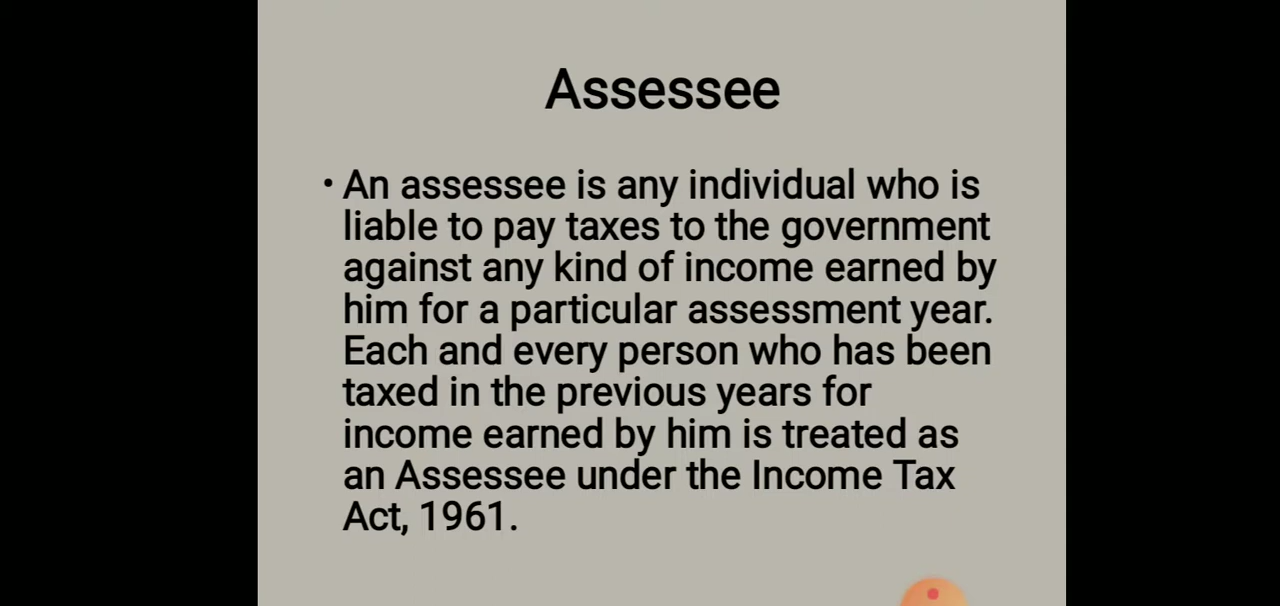 Assessee
• An assessee is any individual who is
liable to pay taxes to the government
against any kind of income earned by
him for a particular assessment year.
Each and every person who has been
taxed in the previous years for
income earned by him is treated as
an Assessee under the Income Tax
Act, 1961.